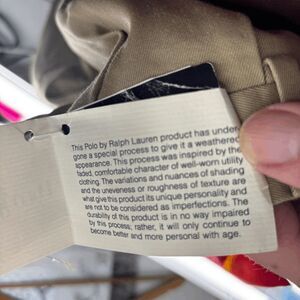 This Polo by Ralph Lauren product has under
gone a special process to give it a weathered
appearance. This process was inspired by the
faded, comfortable character of well-worn utility
clothing. The variations and nuances of shading
and the uneveness or roughness of texture are
what give this product its unique personality and
are not to be considered as imperfections. The
durability of this product is in no way impaired
by this process; rather, it will only continue to
become better and more personal with age.